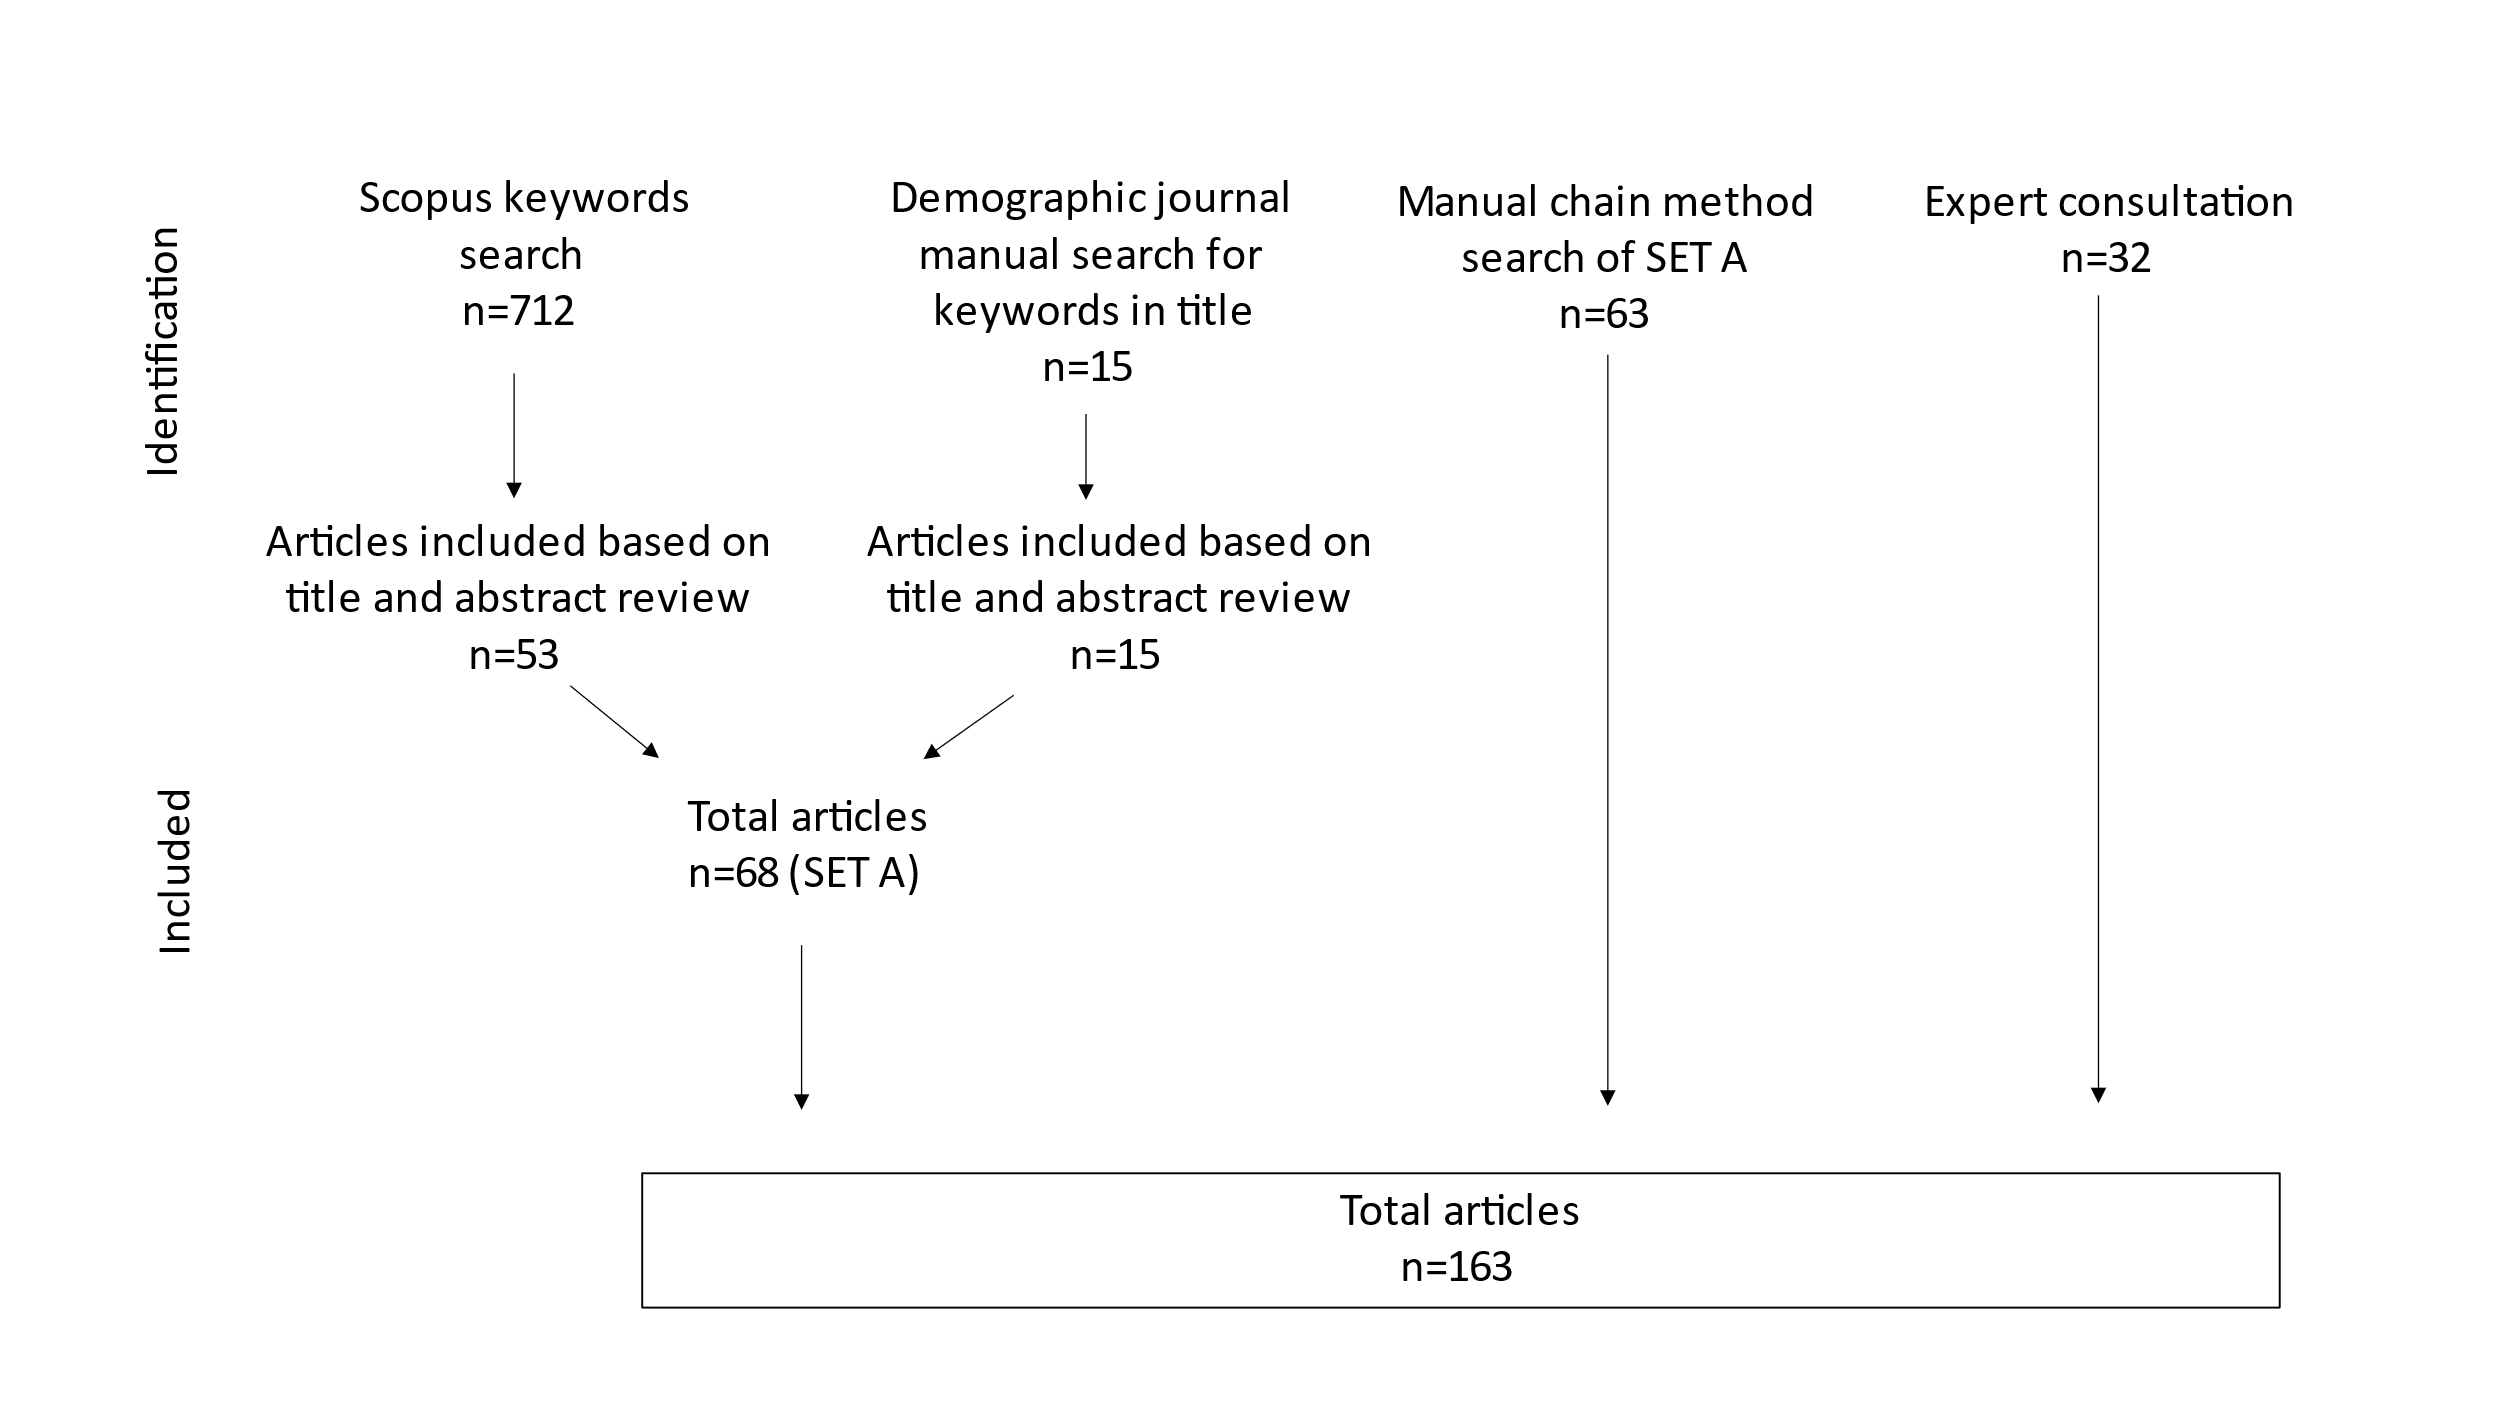 Identification
Scopus keywords
search
n=712
Demographic journal
manual search for
keywords in title
n=15
Manual chain method
search of SET A
n=63
Expert consultation
n=32
Articles included based on
title and abstract review
n=53
Articles included based on
title and abstract review
n=15
Included
Total articles
n=68 (SET A)
Total articles
n=163